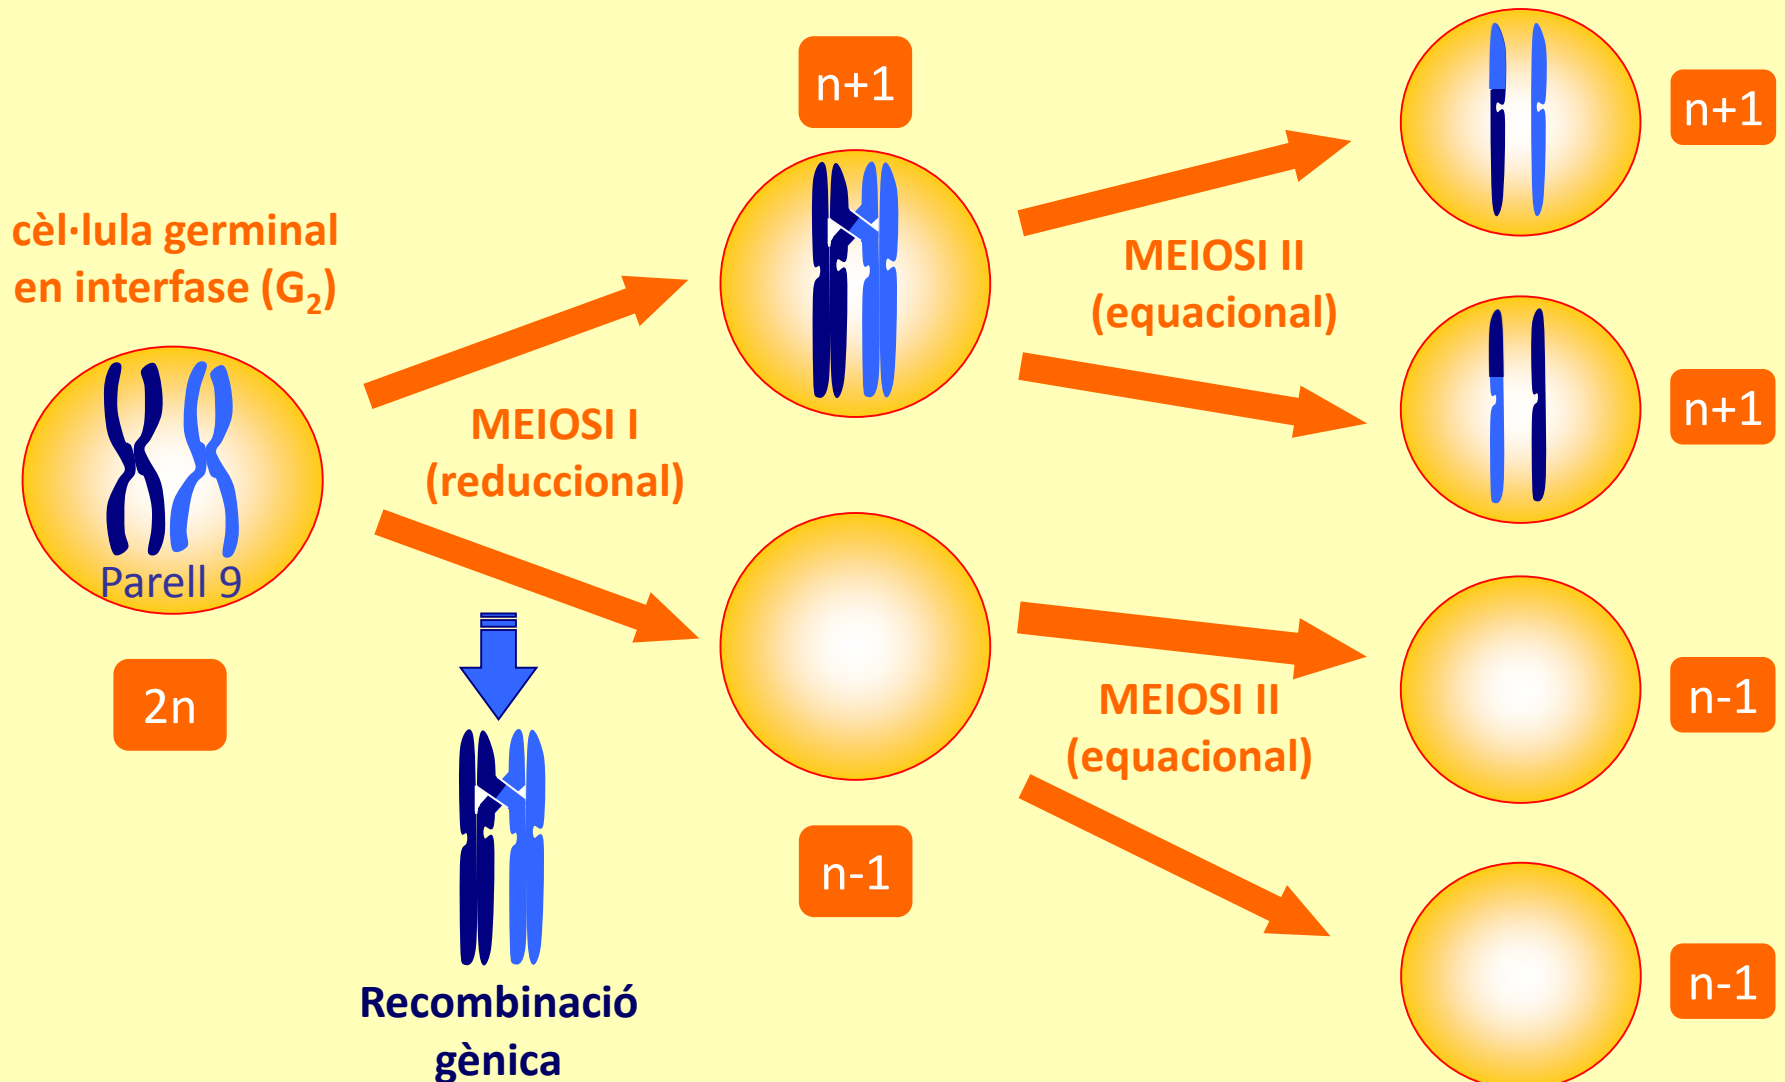 cèl·lula germinal
en interfase (G₂)
Parell 9
2n
MEIOSI I
(reduccional)
Recombinació
gènica
n+1
n-1
MEIOSI II
(equacional)
MEIOSI II
(equacional)
n+1
n+1
n-1
n-1